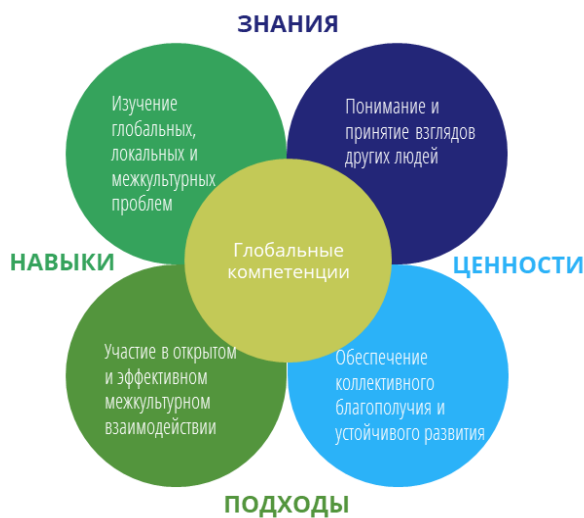 ЗНАНИЯ
Изучение
глобальных,
локальных и
межкультурных
проблем
Понимание и
принятие взглядов
других людей
Глобальные
компетенции
НАВЫКИ
ЦЕННОСТИ
Участие в открытом
и эффективном
межкультурном
взаимодействии
Обеспечение
коллективного
благополучия и
устойчивого развития
ПОДХОДЫ